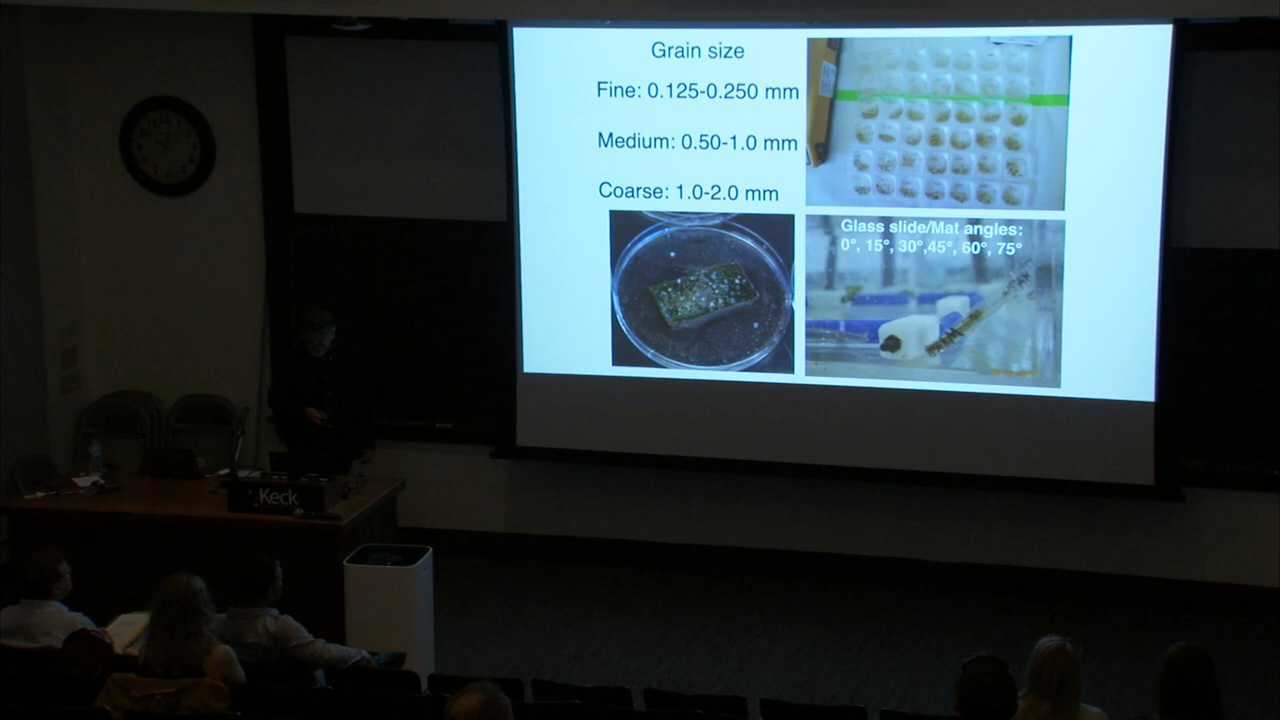 Grain size
Fine: 0.125-0.250 mm
Medium: 0.50-1.0 mm
Coarse: 1.0-2.0 mm
Glass slide/Mat angles:
0°, 15°, 30°,45°, 60°, 75°
Keck